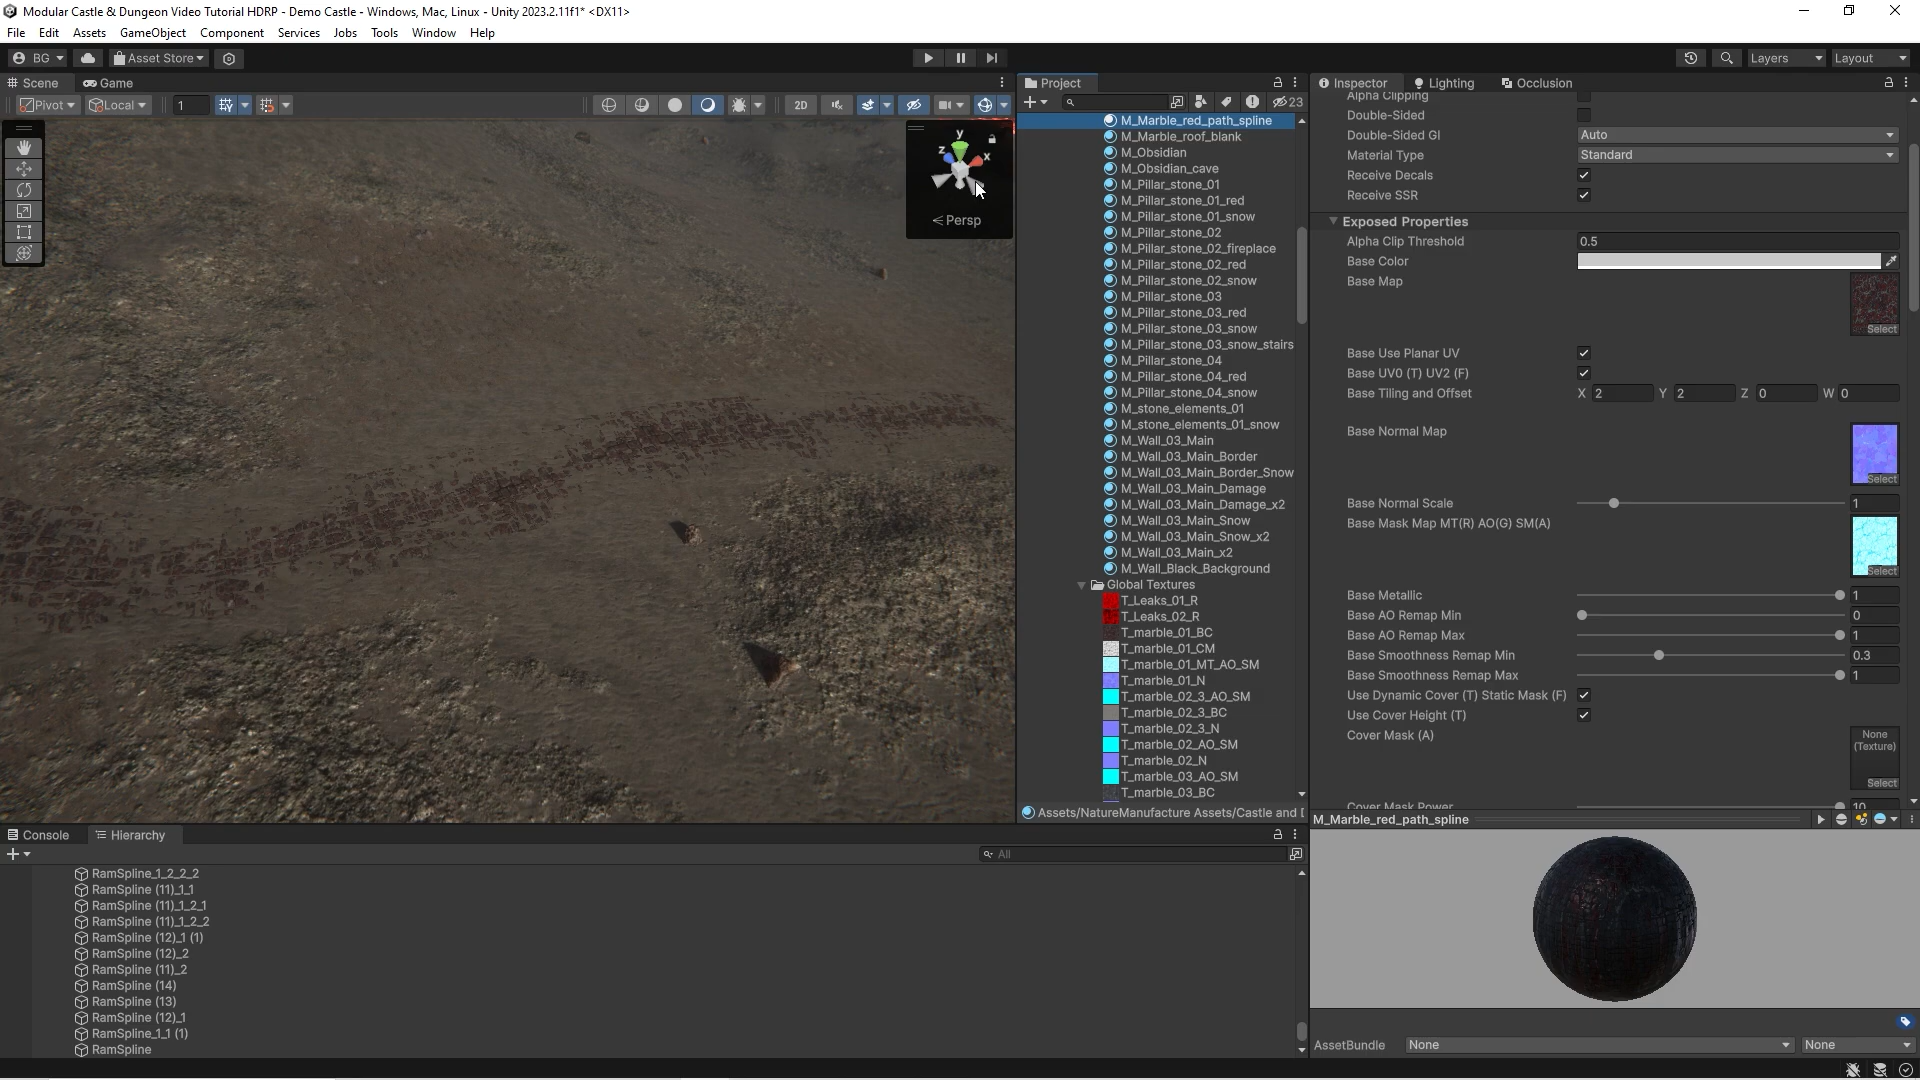 Modular Castle & Dungeon Video Tutorial HDRP - Demo Castle - Windows, Mac, Linux - Unity 2023.2.11f1* <DX11>
File Edit Assets GameObject Component Services Jobs Tools Window Help
BG Asset Store Layers Layout
Scene Game
Pivot Local 1 2D
y
z x
Persp
Project
23
M_Marble_red_path_spline
M_Marble_roof_blank
M_Obsidian
M_Obsidian_cave
M_Pillar_stone_01
M_Pillar_stone_01_red
M_Pillar_stone_01_snow
M_Pillar_stone_02
M_Pillar_stone_02_fireplace
M_Pillar_stone_02_red
M_Pillar_stone_02_snow
M_Pillar_stone_03
M_Pillar_stone_03_red
M_Pillar_stone_03_snow
M_Pillar_stone_03_snow_stairs
M_Pillar_stone_04
M_Pillar_stone_04_red
M_Pillar_stone_04_snow
M_stone_elements_01
M_stone_elements_01_snow
M_Wall_03_Main
M_Wall_03_Main_Border
M_Wall_03_Main_Border_Snow
M_Wall_03_Main_Damage
M_Wall_03_Main_Damage_x2
M_Wall_03_Main_Snow
M_Wall_03_Main_Snow_x2
M_Wall_03_Main_x2
M_Wall_Black_Background
Global Textures
T_Leaks_01_R
T_Leaks_02_R
T_marble_01_BC
T_marble_01_CM
T_marble_01_MT_AO_SM
T_marble_01_N
T_marble_02_3_AO_SM
T_marble_02_3_BC
T_marble_02_3_N
T_marble_02_AO_SM
T_marble_02_N
T_marble_03_AO_SM
T_marble_03_BC
Assets/NatureManufacture Assets/Castle and
Inspector Lighting Occlusion
Alpha Clipping
Double-Sided
Double-Sided GI Auto
Material Type Standard
Receive Decals
Receive SSR
Exposed Properties
Alpha Clip Threshold 0.5
Base Color
Base Map
Select
Base Use Planar UV
Base UV0 (T) UV2 (F)
Base Tiling and Offset X 2 Y 2 Z 0 W 0
Base Normal Map
Select
Base Normal Scale 1
Base Mask Map MT(R) AO(G) SM(A)
Select
Base Metallic 1
Base AO Remap Min 0
Base AO Remap Max 1
Base Smoothness Remap Min 0.3
Base Smoothness Remap Max 1
Use Dynamic Cover (T) Static Mask (F)
Use Cover Height (T)
Cover Mask (A) None
(Texture)
Select
Cover Mask Power 10
M_Marble_red_path_spline
AssetBundle None None
Console Hierarchy
All
RamSpline_1_2_2_2
RamSpline (11)_1_1
RamSpline (11)_1_2_1
RamSpline (11)_1_2_2
RamSpline (12)_1 (1)
RamSpline (12)_2
RamSpline (11)_2
RamSpline (14)
RamSpline (13)
RamSpline (12)_1
RamSpline_1_1 (1)
RamSpline